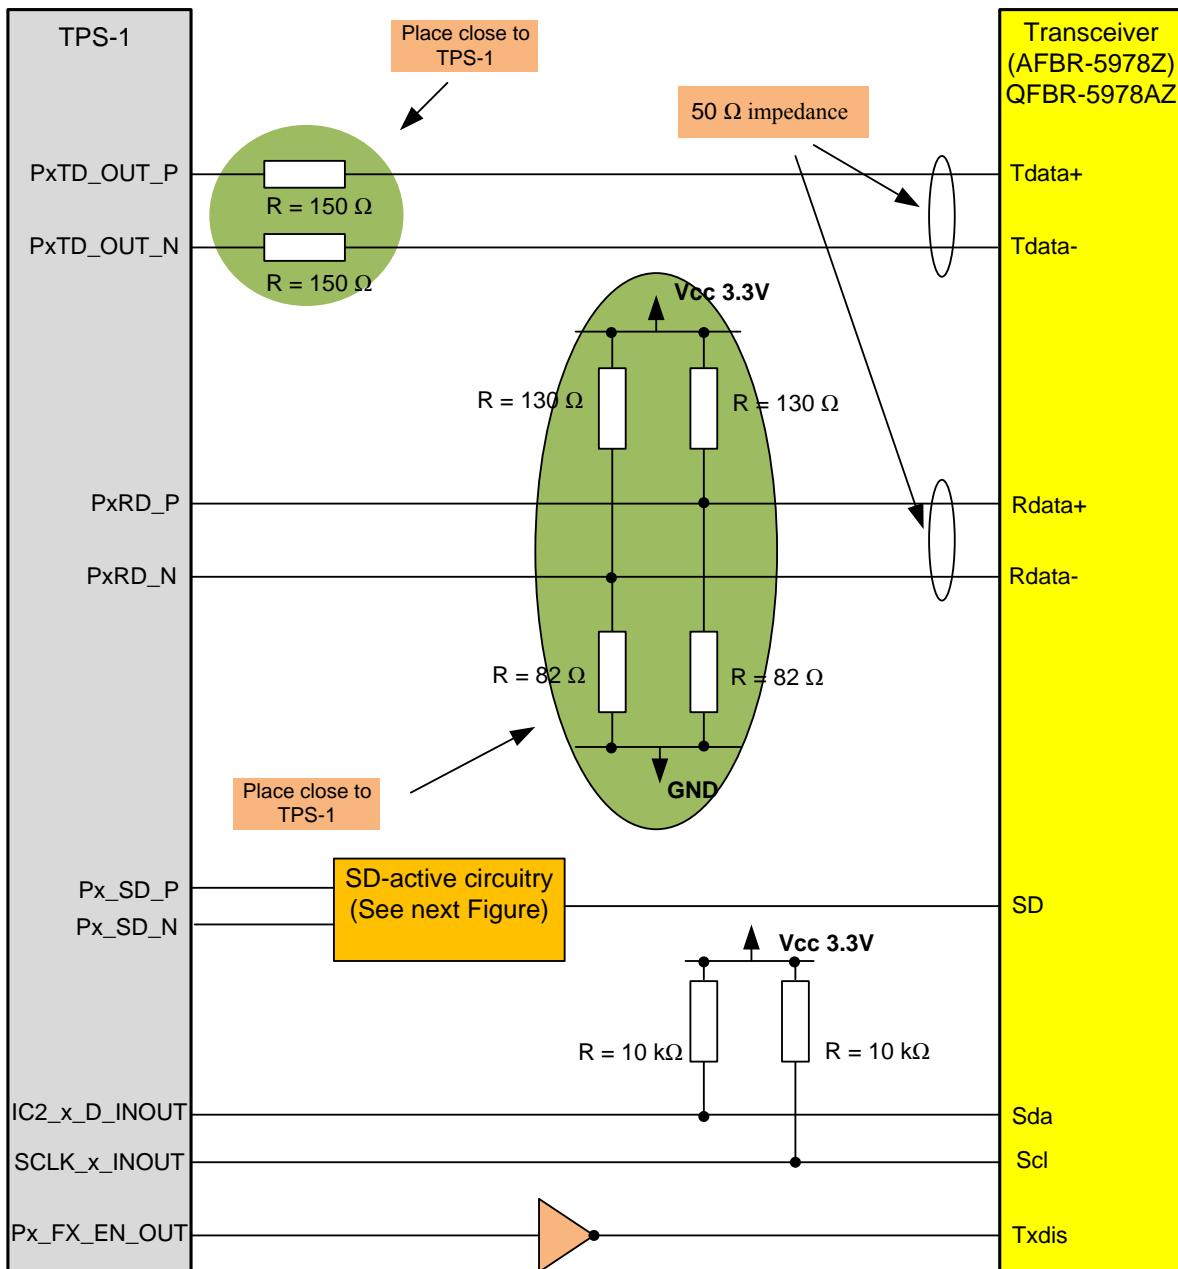 TPS-1
Place close to
TPS-1
Transceiver
(AFBR-5978Z)
QFBR-5978AZ
50 Ω impedance
PxTD_OUT_P
R = 150 Ω
Tdata+
PxTD_OUT_N
R = 150 Ω
Tdata-
Vcc 3.3V
R = 130 Ω
R = 130 Ω
PxRD_P
Rdata+
PxRD_N
Rdata-
R = 82 Ω
R = 82 Ω
Place close to
TPS-1
GND
Px_SD_P
Px_SD_N
SD-active circuitry
(See next Figure)
SD
Vcc 3.3V
R = 10 kΩ
R = 10 kΩ
IC2_x_D_INOUT
Sda
SCLK_x_INOUT
Scl
Px_FX_EN_OUT
Txdis